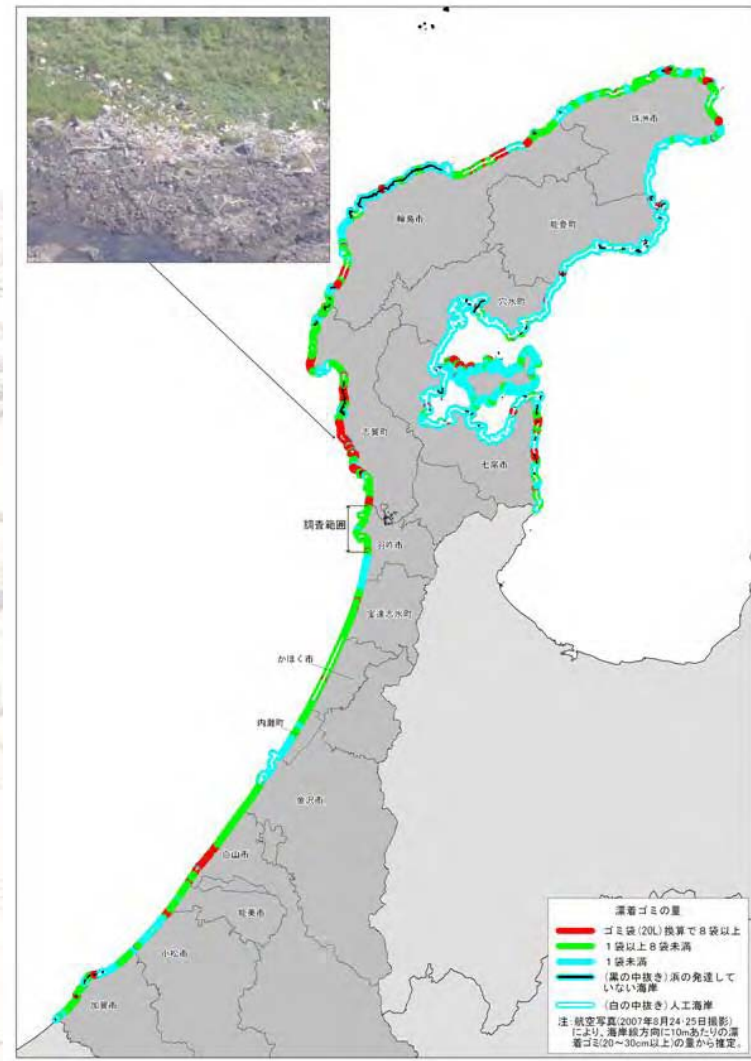 珠洲市
輪島市
能登町
穴水町
志賀町
七尾市
調査範囲
羽咋市
宝達志水町
かほく市
内灘町
金沢市
白山市
能美市
小松市
加賀市
漂着ゴミの量
ゴミ袋(20L)換算で8袋以上
1袋以上8袋未満
1袋未満
(黒の中抜き)浜の発達して
いない海岸
(白の中抜き)人工海岸
注:航空写真(2007年8月24・25日撮影)
により、海岸線方向に10mあたりの漂
着ゴミ(20～30cm以上)の量から推定。